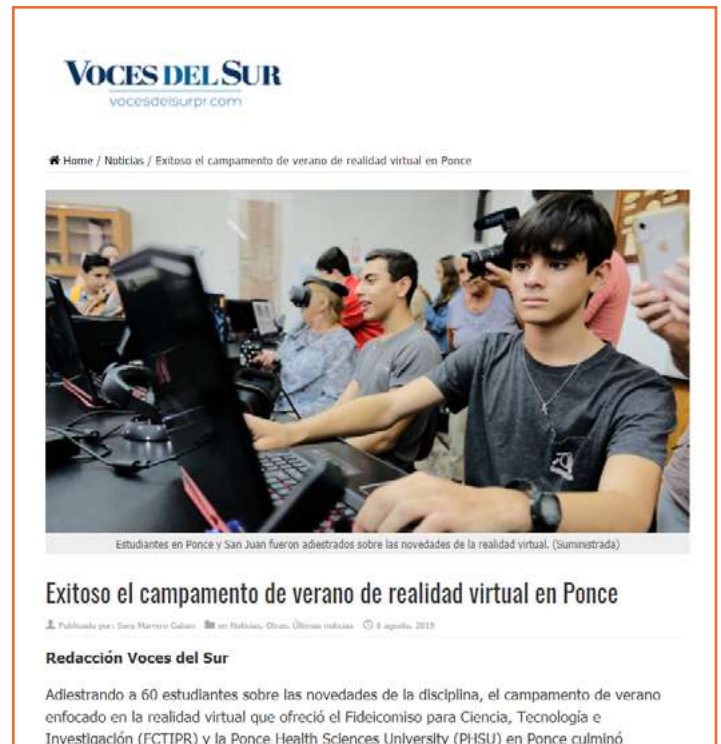 VOCES DEL SUR
vocesdelsurpr.com
Home / Noticias / Exitoso el campamento de verano de realidad virtual en Ponce
Estudiantes en Ponce y San Juan fueron adiestrados sobre las novedades de la realidad virtual. (Suministrada)
Exitoso el campamento de verano de realidad virtual en Ponce
Publicado por: Sara Marrero Cabán en Noticias, Otras, Últimas noticias 6 agosto, 2019
Redacción Voces del Sur
Adiestrando a 60 estudiantes sobre las novedades de la disciplina, el campamento de verano
enfocado en la realidad virtual que ofreció el Fideicomiso para Ciencia, Tecnología e
Investigación (FCTIPR) y la Ponce Health Sciences University (PHSU) en Ponce culminó